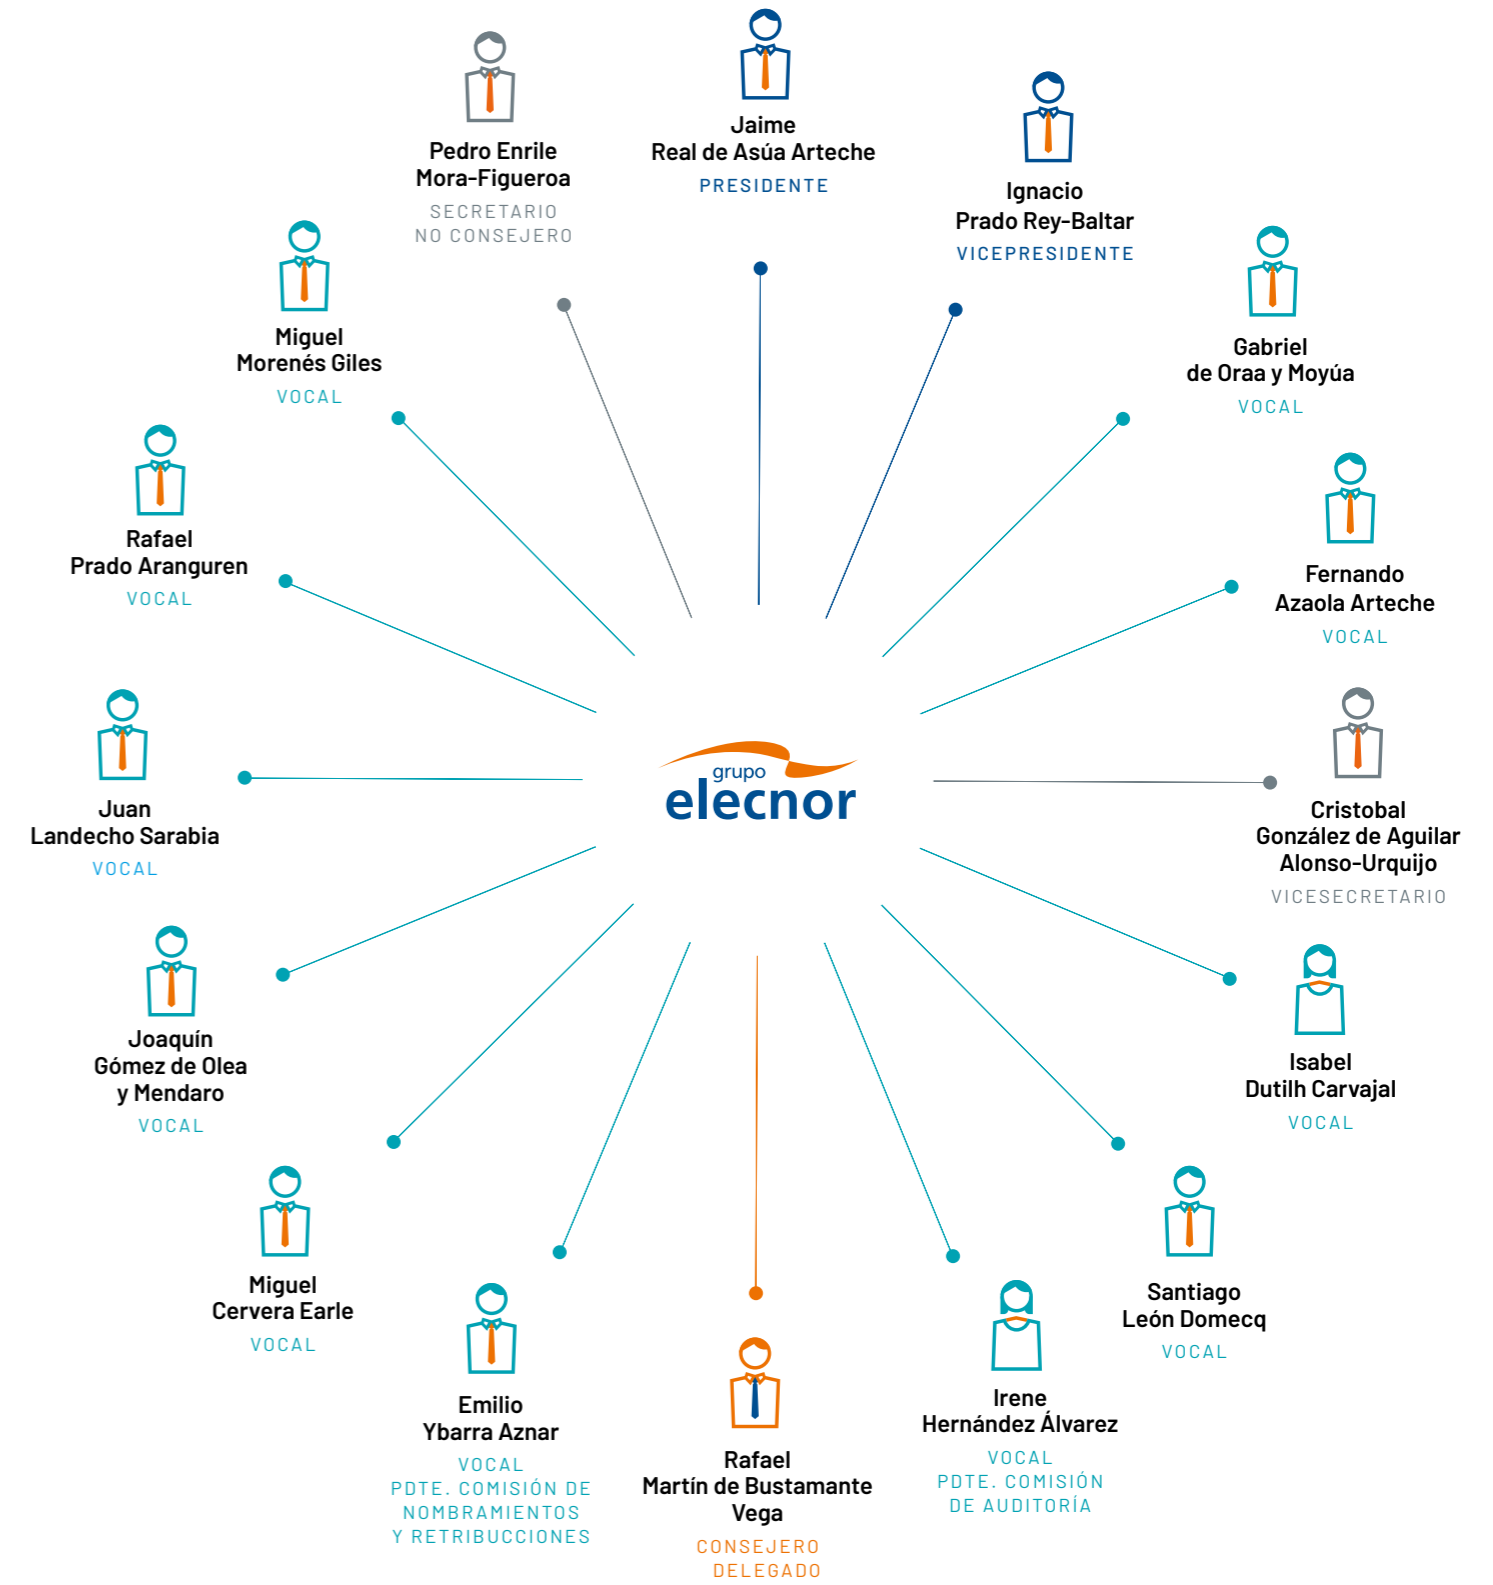 Jaime
Real de Asúa Arteche
PRESIDENTE
Ignacio
Prado Rey-Baltar
VICEPRESIDENTE
Gabriel
de Oraa y Moyúa
VOCAL
Fernando
Azaola Arteche
VOCAL
Cristobal
González de Aguilar
Alonso-Urquijo
VICESECRETARIO
Isabel
Dutilh Carvajal
VOCAL
Santiago
León Domecq
VOCAL
Irene
Hernández Álvarez
VOCAL
PDTE. COMISIÓN
DE AUDITORÍA
Rafael
Martín de Bustamante
Vega
CONSEJERO
DELEGADO
Emilio
Ybarra Aznar
VOCAL
PDTE. COMISIÓN DE
NOMBRAMIENTOS
Y RETRIBUCCIONES
Miguel
Cervera Earle
VOCAL
Joaquín
Gómez de Olea
y Mendaro
VOCAL
Juan
Landecho Sarabia
VOCAL
Rafael
Prado Aranguren
VOCAL
Miguel
Morenés Giles
VOCAL
Pedro Enrile
Mora-Figueroa
SECRETARIO
NO CONSEJERO
grupo
elecnor